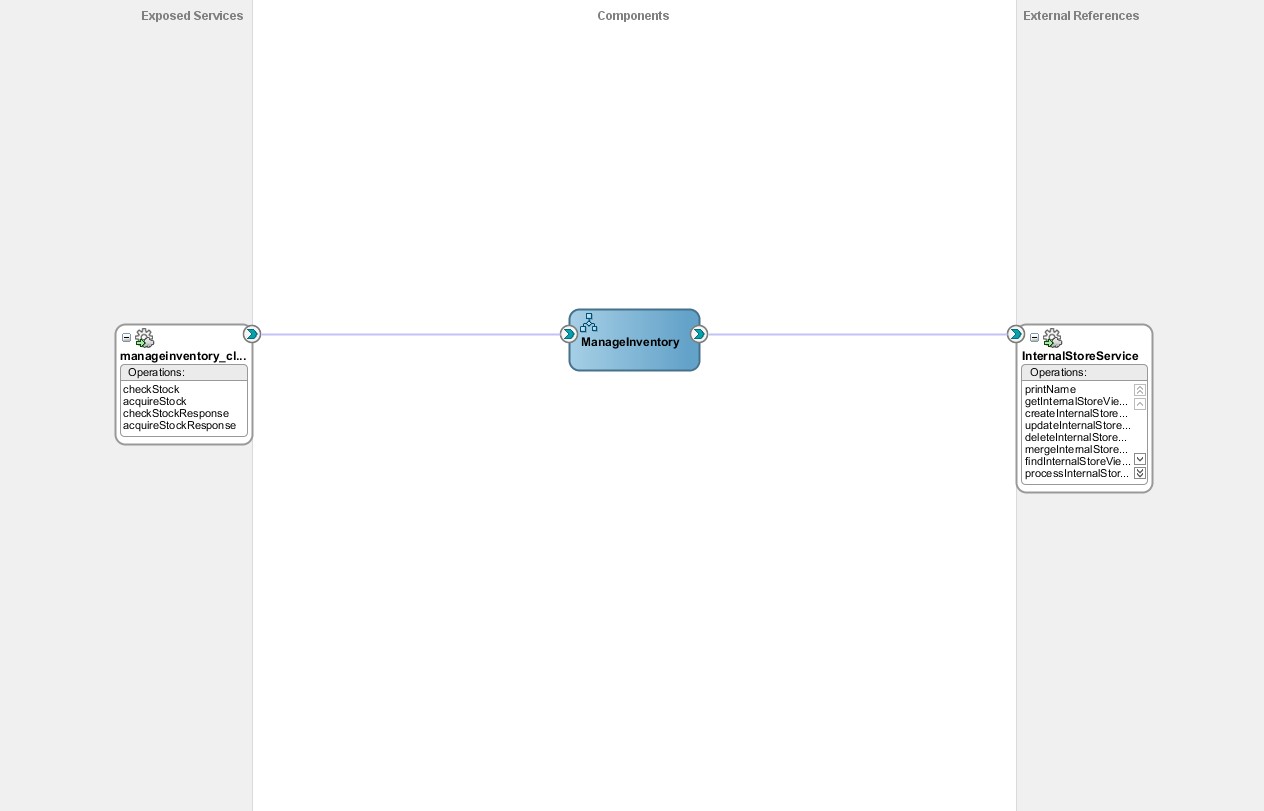 Exposed Services
Components
External References
manageinventory_cl...
Operations:
checkStock
acquireStock
checkStockResponse
acquireStockResponse
ManageInventory
InternalStoreService
Operations:
printName
getInternalStoreVie...
createInternalStore...
updateInternalStore...
deleteInternalStore...
mergeInternalStore...
findInternalStoreVie...
processInternalStor...